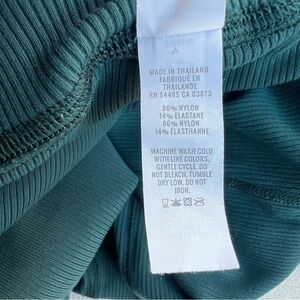 MADE IN THAILAND
FABRIQUÉ EN
THAILANDE
RN 54485 CA 03873
86% NYLON
14% ELASTANE
86% NYLON
14% ÉLASTHANNE
MACHINE WASH COLD
WITH LIKE COLORS,
GENTLE CYCLE. DO
NOT BLEACH. TUMBLE
DRY LOW. DO NOT
IRON.